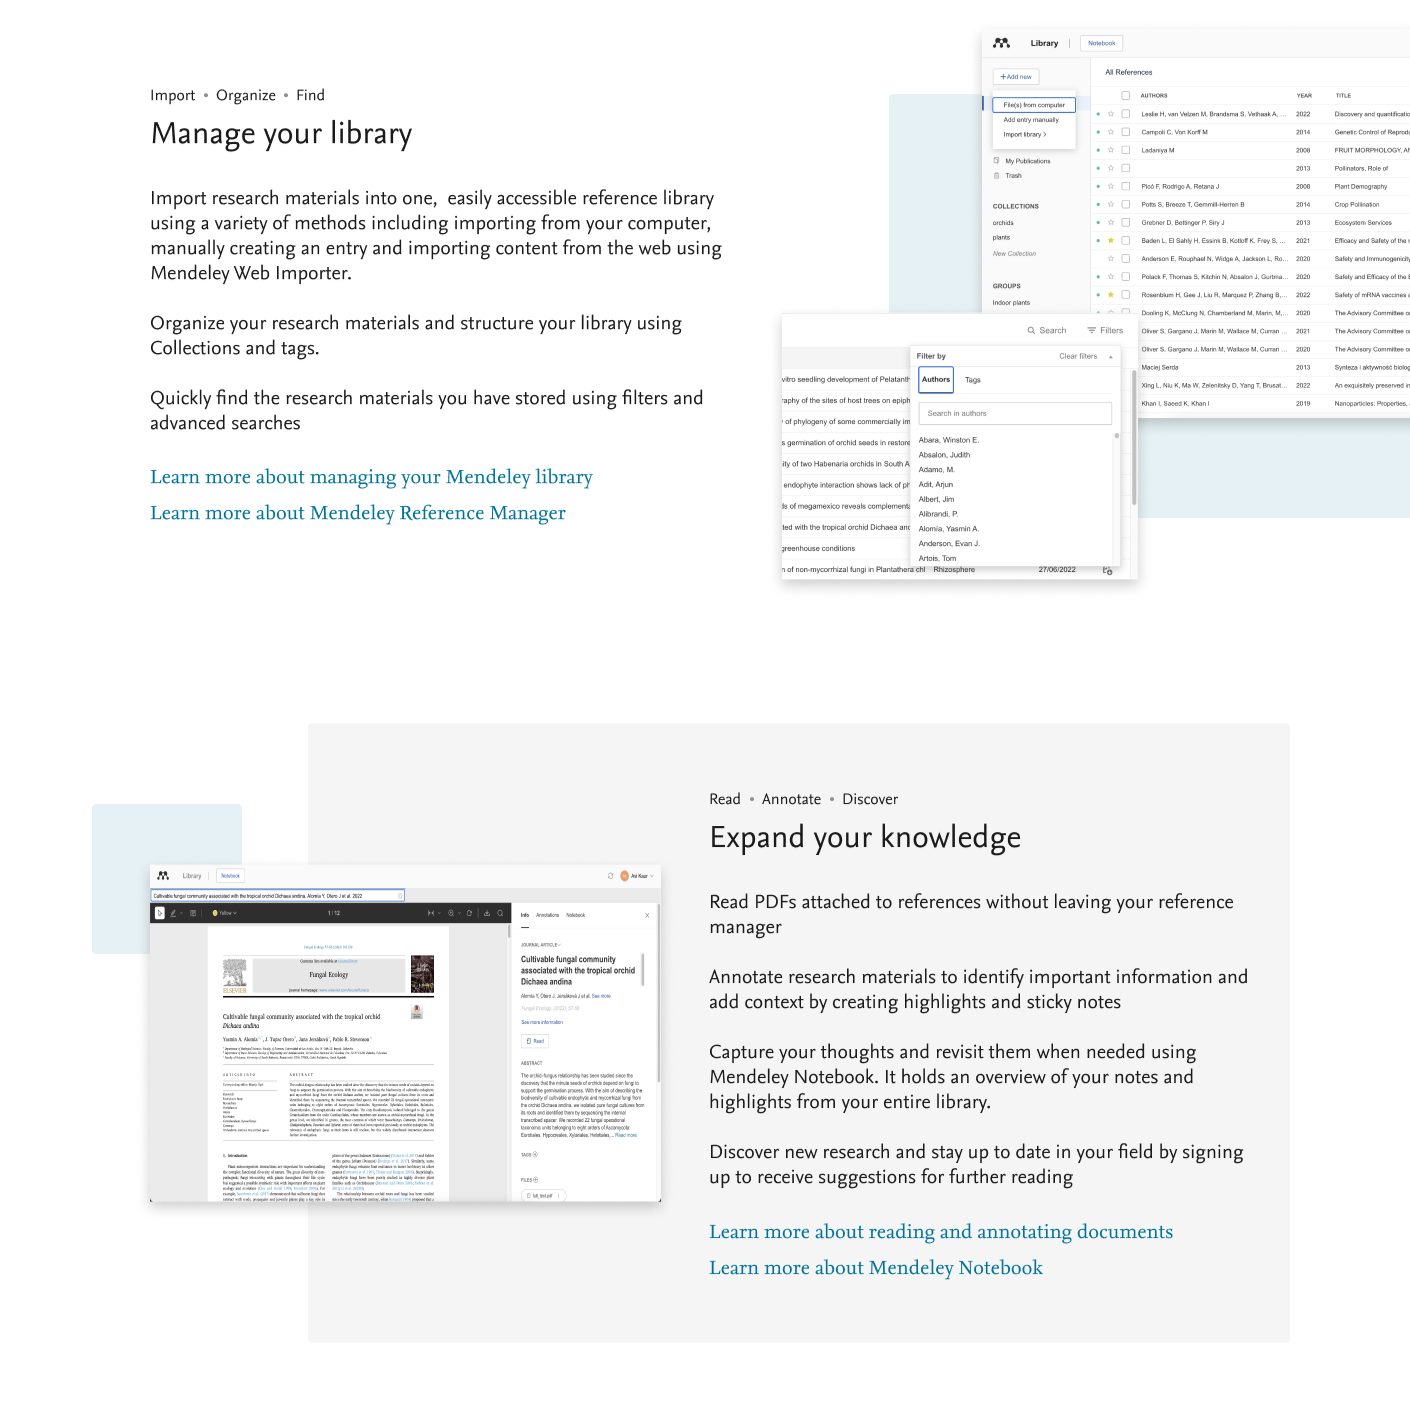 Import • Organize • Find
Manage your library
Import research materials into one, easily accessible reference library
using a variety of methods including importing from your computer,
manually creating an entry and importing content from the web using
Mendeley Web Importer.
Organize your research materials and structure your library using
Collections and tags.
Quickly find the research materials you have stored using filters and
advanced searches
Learn more about managing your Mendeley library
Learn more about Mendeley Reference Manager
Library
Notebook
+Add new
File(s) from computer
Add entry manually
Import library >
My Publications
Trash
COLLECTIONS
orchids
plants
New Collection
GROUPS
Indoor plants
All References
AUTHORS YEAR TITLE
Leslie H, van Velzen M, Brandsma S, Vethaak A, ... 2022 Discovery and quantificatio
Campoli C, Von Korff M 2014 Genetic Control of Reprodu
Ladaniya M 2008 FRUIT MORPHOLOGY, AN
2013 Pollinators, Role of
Picó F, Rodrigo A, Retana J 2008 Plant Demography
Potts S, Breeze T, Gemmill-Herren B 2014 Crop Pollination
Grebner D, Bettinger P, Siry J 2013 Ecosystem Services
Baden L, El Sahly H, Essink B, Kotloff K, Frey S, ... 2021 Efficacy and Safety of the
Anderson E, Rouphael N, Widge A, Jackson L, Ro... 2020 Safety and Immunogenicity
Polack F, Thomas S, Kitchin N, Absalon J, Gurtma... 2020 Safety and Efficacy of the
Rosenblum H, Gee J, Liu R, Marquez P, Zhang B, ... 2022 Safety of mRNA vaccines
Dooling K, McClung N, Chamberland M, Marin, M, ... 2020 The Advisory Committee o
Oliver S, Gargano J, Marin M, Wallace M, Curran ... 2021 The Advisory Committee o
Oliver S, Gargano J, Marin M, Wallace M, Curran ... 2020 The Advisory Committee o
Maciej Serda 2013 Synteza i aktywność biolog
Xing L, Niu K, Ma W, Zelenitsky D, Yang T, Brusat... 2022 An exquisitely preserved in
Khan I, Saeed K, Khan I 2019 Nanoparticles: Properties,
Search Filters
Filter by Clear filters
Authors Tags
Search in authors
Abara, Winston E.
Absalon, Judith
Adamo, M.
Adit, Arjun
Albert, Jim
Alibrandi, P.
Alomía, Yasmin A.
Anderson, Evan J.
Artois, Tom
vitro seedling development of Pelatanth
raphy of the sites of host trees on epiph
of phylogeny of some commercially im
s germination of orchid seeds in restore
ity of two Habenaria orchids in South A
endophyte interaction shows lack of ph
ds of megamexico reveals complementa
ted with the tropical orchid Dichaea and
greenhouse conditions
n of non-mycorrhizal fungi in Plantathera chl Rhizosphere 27/06/2022
Read • Annotate • Discover
Expand your knowledge
Read PDFs attached to references without leaving your reference
manager
Annotate research materials to identify important information and
add context by creating highlights and sticky notes
Capture your thoughts and revisit them when needed using
Mendeley Notebook. It holds an overview of your notes and
highlights from your entire library.
Discover new research and stay up to date in your field by signing
up to receive suggestions for further reading
Learn more about reading and annotating documents
Learn more about Mendeley Notebook
Library
Notebook
Avi Kaur
Cultivable fungal community associated with the tropical orchid Dichaea andina. Alomia Y, Otero J et al. 2022
Yellow
1 | 12
ELSEVIER
Fungal Ecology
Cultivable fungal community associated with the tropical orchid
Dichaea andina
ARTICLE INFO
ABSTRACT
1. Introduction
Info Annotations Notebook
JOURNAL ARTICLE
Cultivable fungal community
associated with the tropical orchid
Dichaea andina
Alomía Y, Otero J, Jersáková J et al. See more
Fungal Ecology, (2022), 57-58
See more information
Read
ABSTRACT
The orchid-fungus relationship has been studied since the
discovery that the minute seeds of orchids depend on fungi to
support the germination process. With the aim of describing the
biodiversity of cultivable endophytic and mycorrhizal fungi from
the orchid Dichaea andina, we isolated pure fungal cultures from
its roots and identified them by sequencing the internal
transcribed spacer. We recorded 22 fungal operational
taxonomic units belonging to eight orders of Ascomycota:
Eurotiales, Hypocreales, Xylariales, Helotiales, ... Read more
TAGS
FILES
full_text.pdf